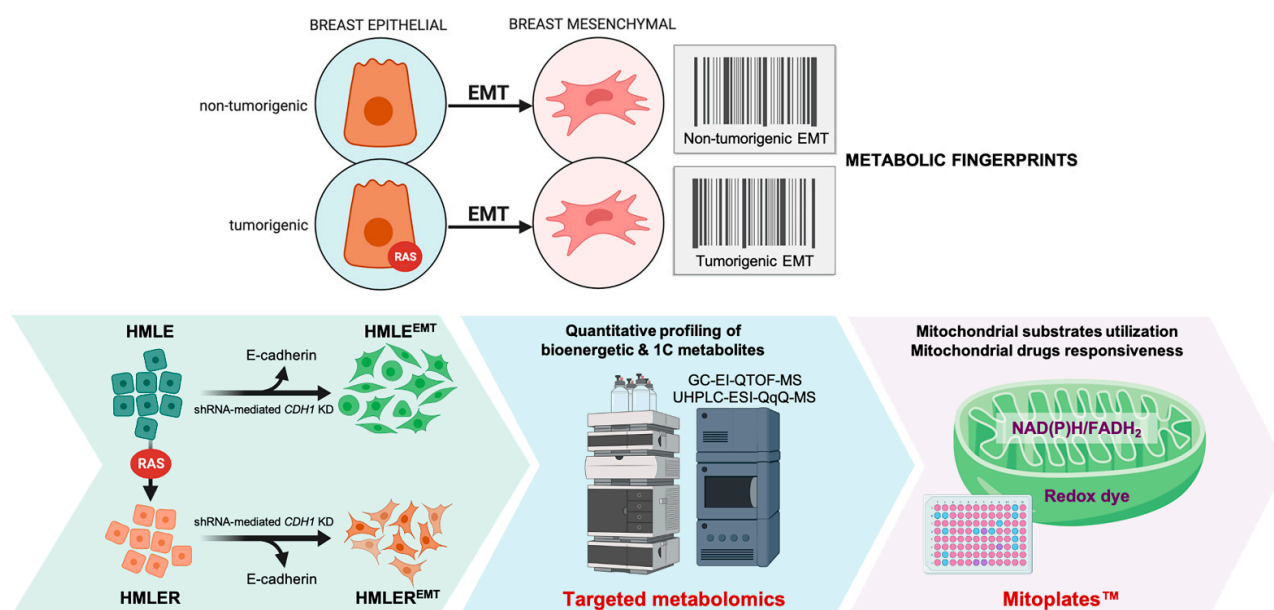 BREAST EPITHELIAL
BREAST MESENCHYMAL
non-tumorigenic
EMT
Non-tumorigenic EMT
METABOLIC FINGERPRINTS
tumorigenic
EMT
RAS
Tumorigenic EMT
HMLE
HMLE^EMT
E-cadherin
shRNA-mediated CDH1 KD
RAS
shRNA-mediated CDH1 KD
E-cadherin
HMLER
HMLER^EMT
Quantitative profiling of
bioenergetic & 1C metabolites
GC-EI-QTOF-MS
UHPLC-ESI-QqQ-MS
Targeted metabolomics
Mitochondrial substrates utilization
Mitochondrial drugs responsiveness
NAD(P)H/FADH₂
Redox dye
Mitoplates™